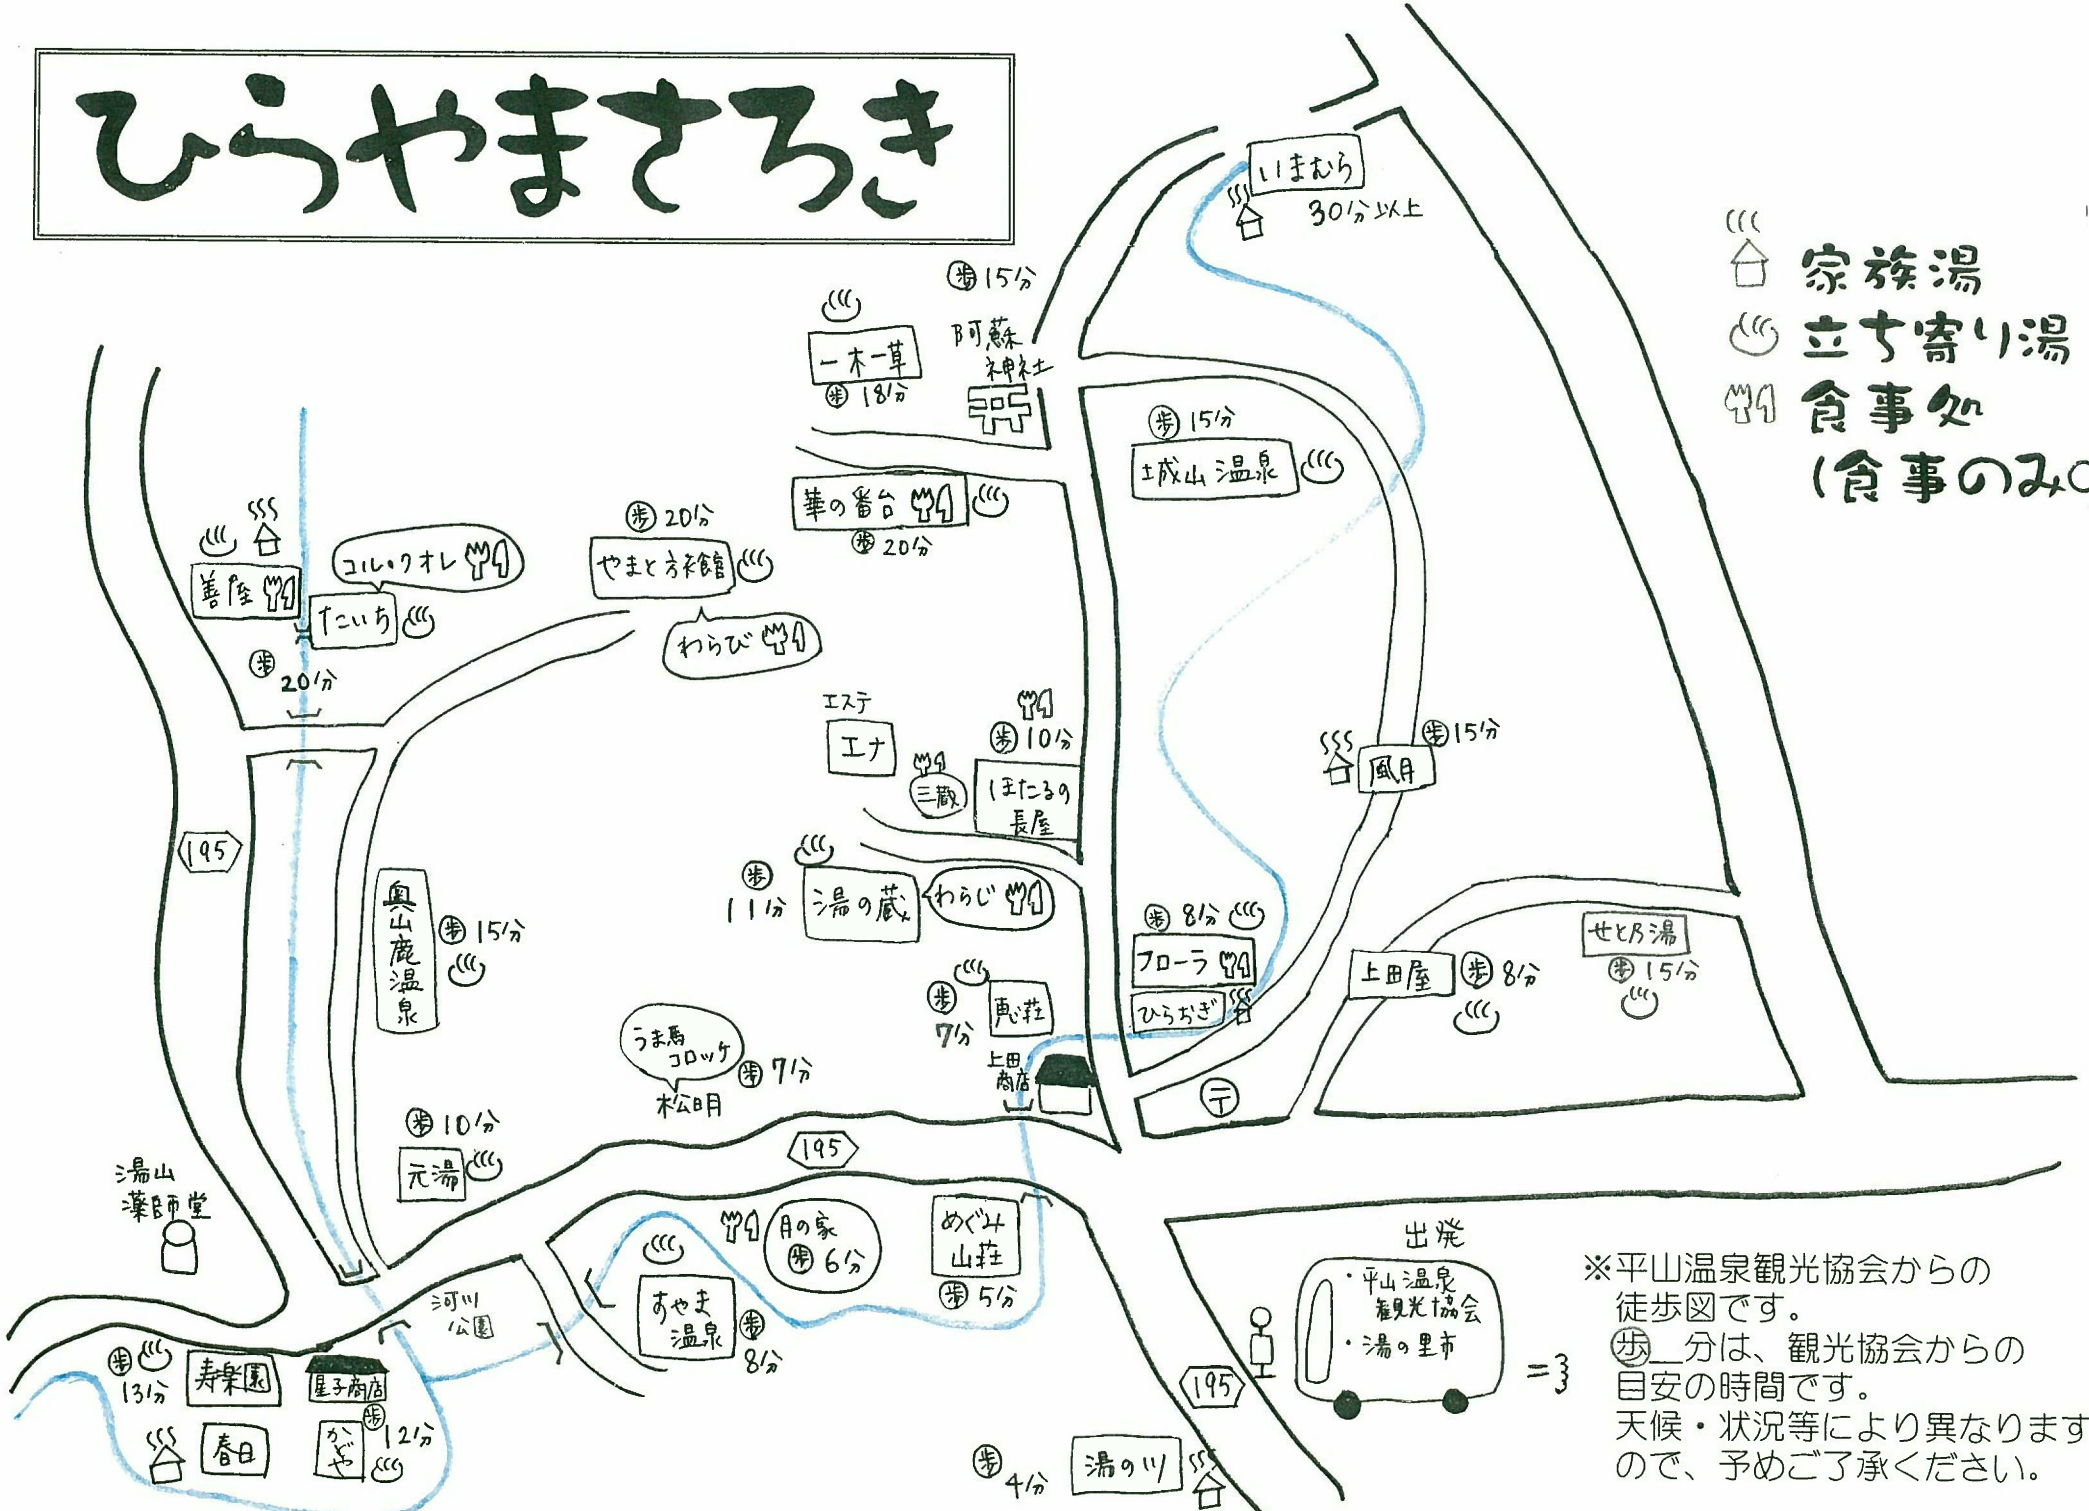 ひらやまさろき
いまむら
30分以上
家族湯
立ち寄り湯
食事処
(食事のみ○
歩 15分
阿蘇
神社
一木一草
歩 18分
歩 15分
土成山温泉
華の番台
歩 20分
歩 20分
やまと旅館
わらび
コル・クオレ
善屋
たいち
歩
20分
エステ
エナ
三蔵
歩 10分
ほたるの
長屋
歩 15分
風月
195
歩
11分
湯の蔵
わらじ
奥山鹿温泉
歩 15分
歩 8分
フローラ
ひらおぎ
せとカ湯
歩 15分
上田屋
歩 8分
恵荘
歩
7分
上田
商店
うま馬
コロッケ
歩 7分
松明
〒
歩 10分
元湯
195
湯山
薬師堂
月の家
歩 6分
めぐみ
山荘
歩 5分
すやま
温泉
歩
8分
河川
公園
出発
・平山温泉
観光協会
・湯の里市
195
歩
13分
寿楽園
星子商店
春日
かどや
歩
12分
歩
4分
湯の川
※平山温泉観光協会からの
徒歩図です。
歩_分は、観光協会からの
目安の時間です。
天候・状況等により異なります
ので、予めご了承ください。